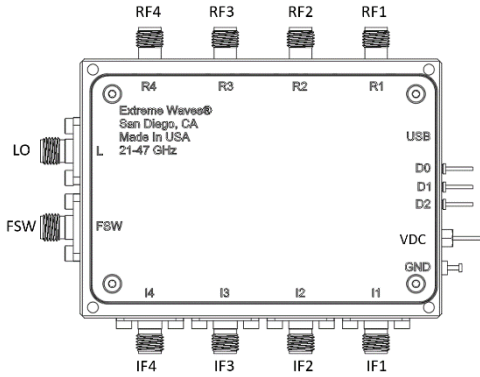 RF4 RF3 RF2 RF1
R4 R3 R2 R1
Extreme Waves®
San Diego, CA
Made In USA
21-47 GHz
USB
LO L
D0
D1
D2
FSW FSW
VDC
GND
I4 I3 I2 I1
IF4 IF3 IF2 IF1